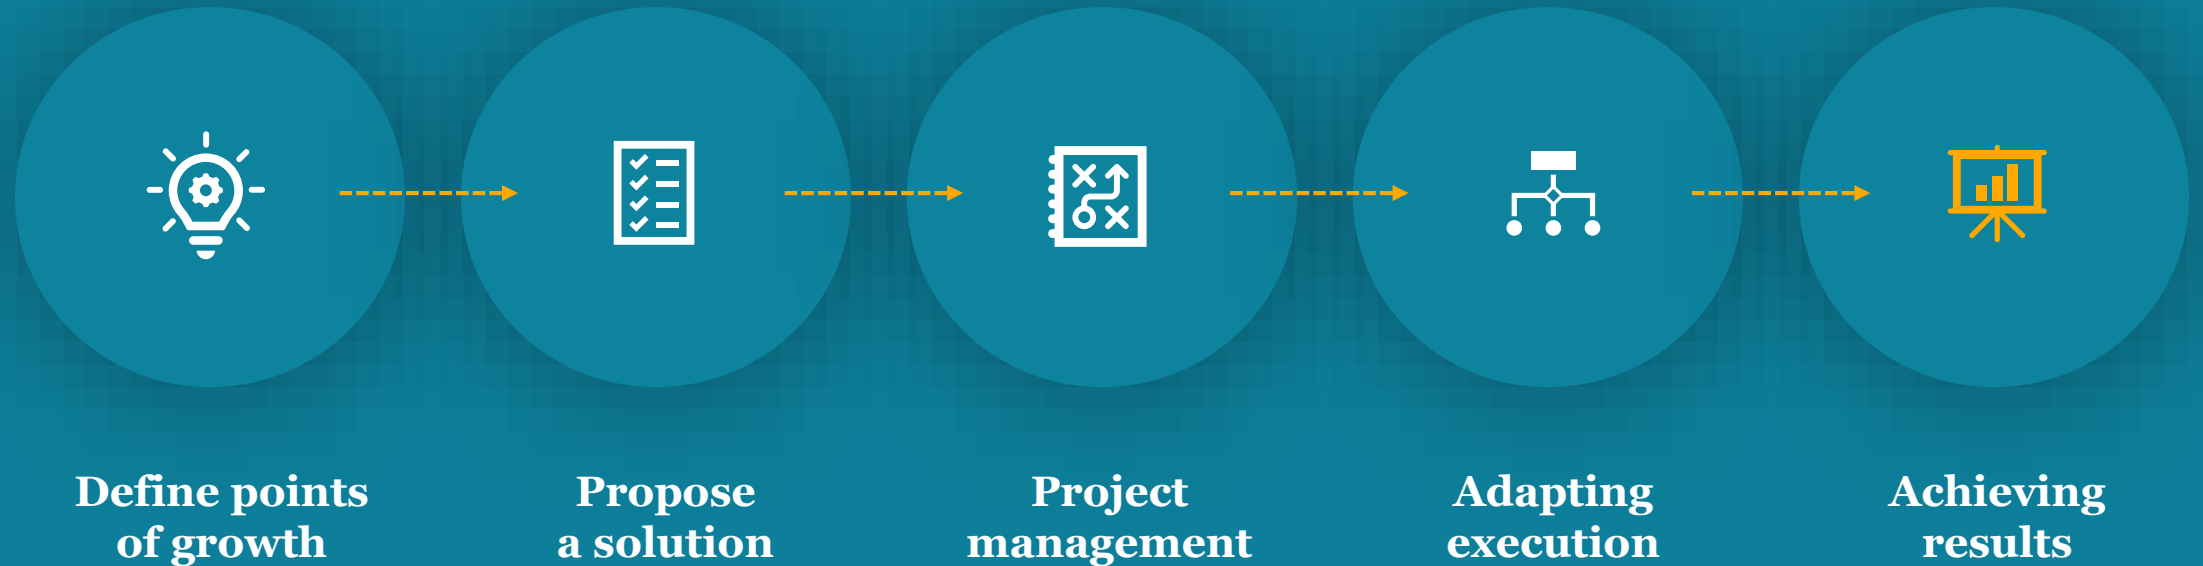 Define points
of growth
Propose
a solution
Project
management
Adapting
execution
Achieving
results